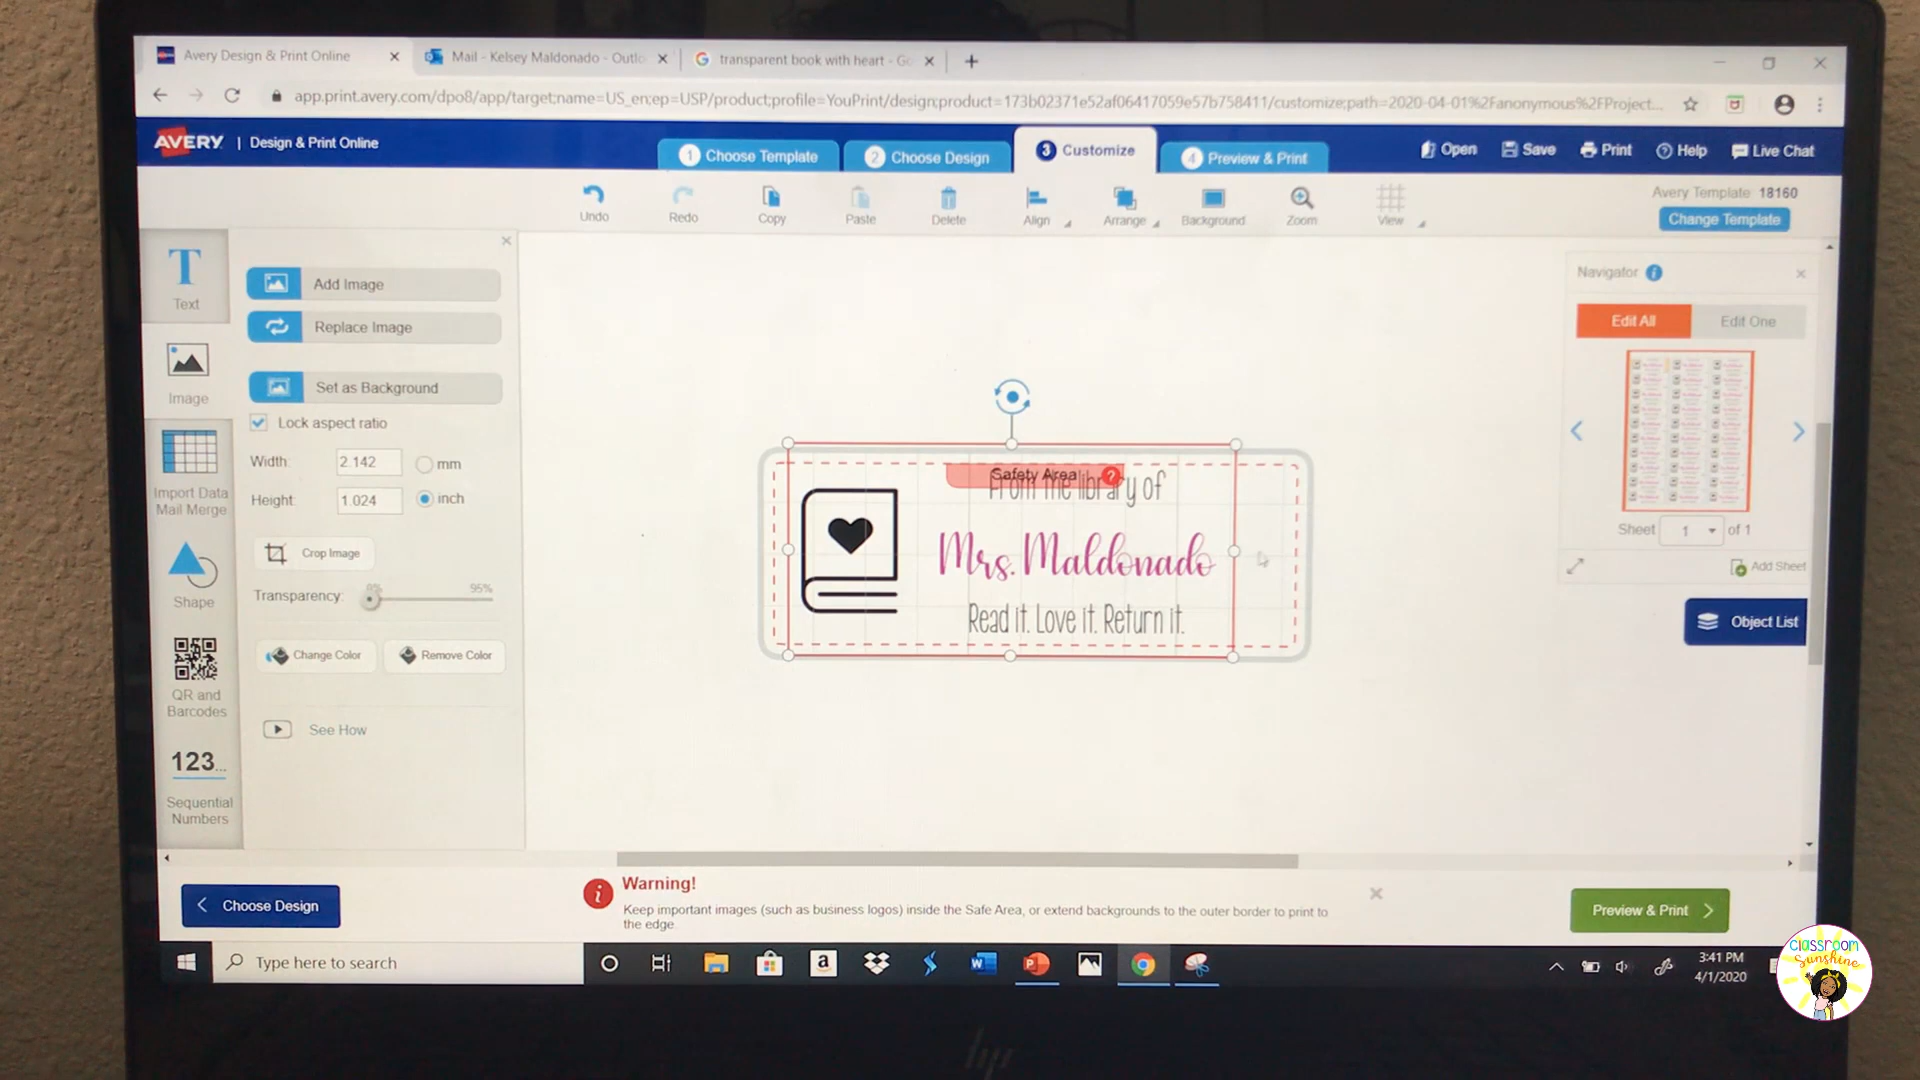 Avery Design & Print Online
Mail - Kelsey Maldonado - Outlo
transparent book with heart - Go
app.print.avery.com/dpo8/app/target;name=US_en;ep=USP/product;profile=YouPrint/design;product=173b02371e52af06417059e57b758411/customize;path=2020-04-01%2Fanonymous%2FProject...
AVERY | Design & Print Online
1 Choose Template
2 Choose Design
3 Customize
4 Preview & Print
Open
Save
Print
Help
Live Chat
Undo
Redo
Copy
Paste
Delete
Align
Arrange
Background
Zoom
View
Avery Template 18160
Change Template
Text
Image
Import Data
Mail Merge
Shape
QR and
Barcodes
123...
Sequential
Numbers
Add Image
Replace Image
Set as Background
Lock aspect ratio
Width: 2.142 mm
Height: 1.024 inch
Crop Image
Transparency: 0% 95%
Change Color
Remove Color
See How
Safety Area ?
From the library of
Mrs. Maldonado
Read it. Love it. Return it.
Navigator i
Edit All
Edit One
Sheet 1 of 1
Add Sheet
Object List
Choose Design
Warning!
Keep important images (such as business logos) inside the Safe Area, or extend backgrounds to the outer border to print to
the edge
Preview & Print
Type here to search
3:41 PM
4/1/2020
Classroom
Sunshine
hp